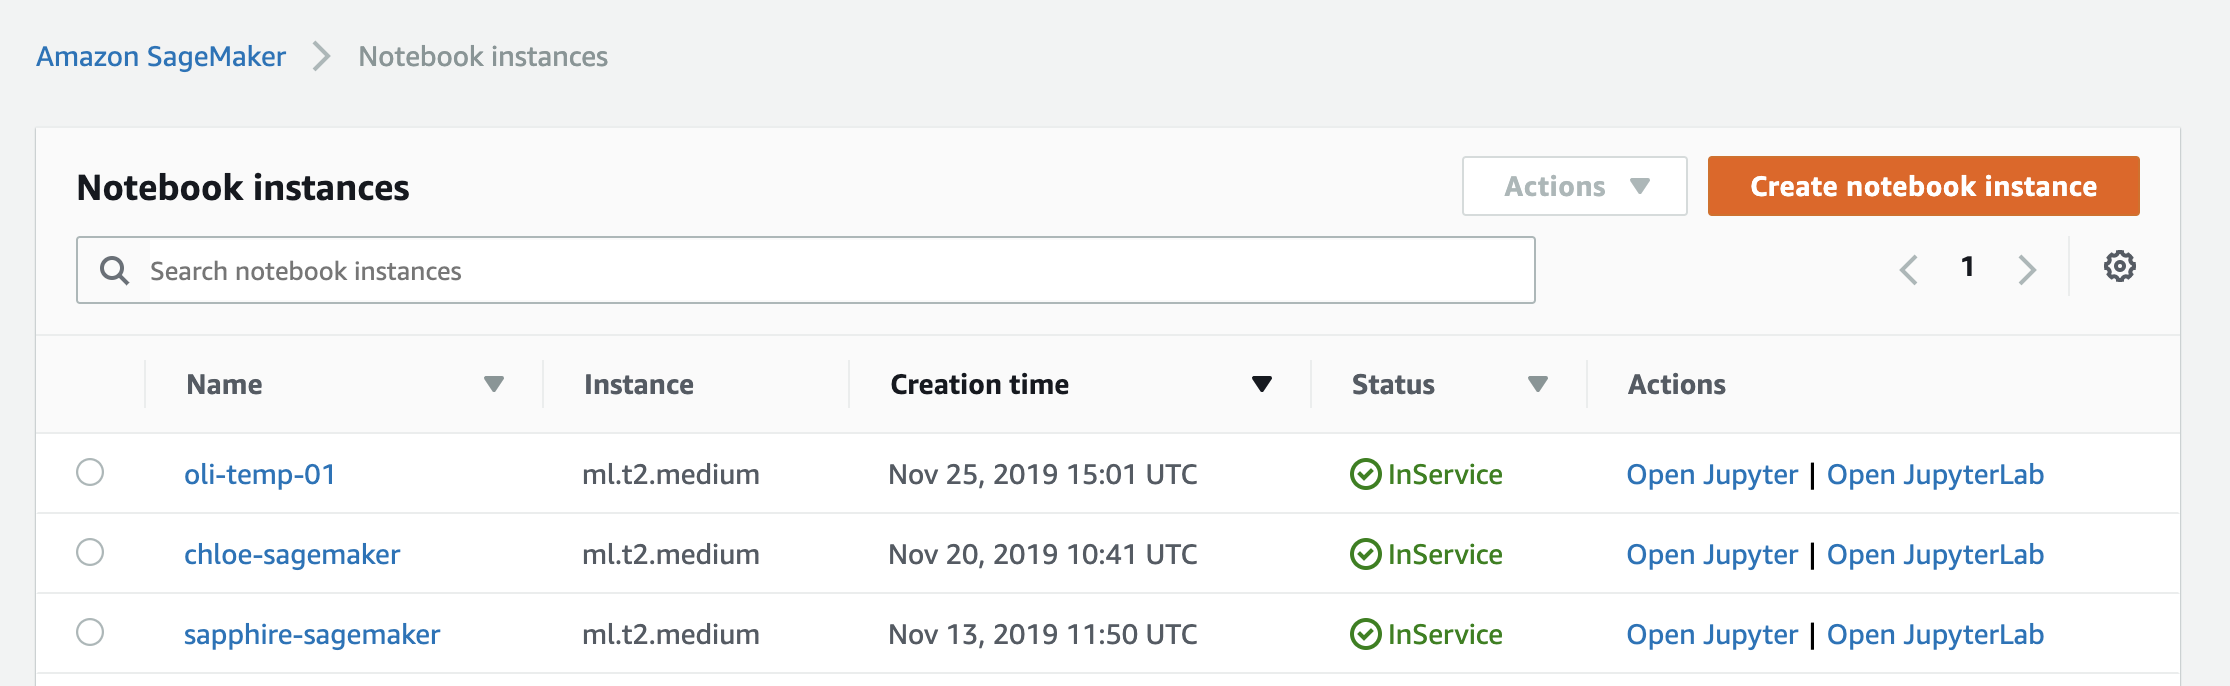 Amazon SageMaker > Notebook instances
Notebook instances
Actions
Create notebook instance
Search notebook instances
1
Name Instance Creation time Status Actions
oli-temp-01 ml.t2.medium Nov 25, 2019 15:01 UTC InService Open Jupyter | Open JupyterLab
chloe-sagemaker ml.t2.medium Nov 20, 2019 10:41 UTC InService Open Jupyter | Open JupyterLab
sapphire-sagemaker ml.t2.medium Nov 13, 2019 11:50 UTC InService Open Jupyter | Open JupyterLab